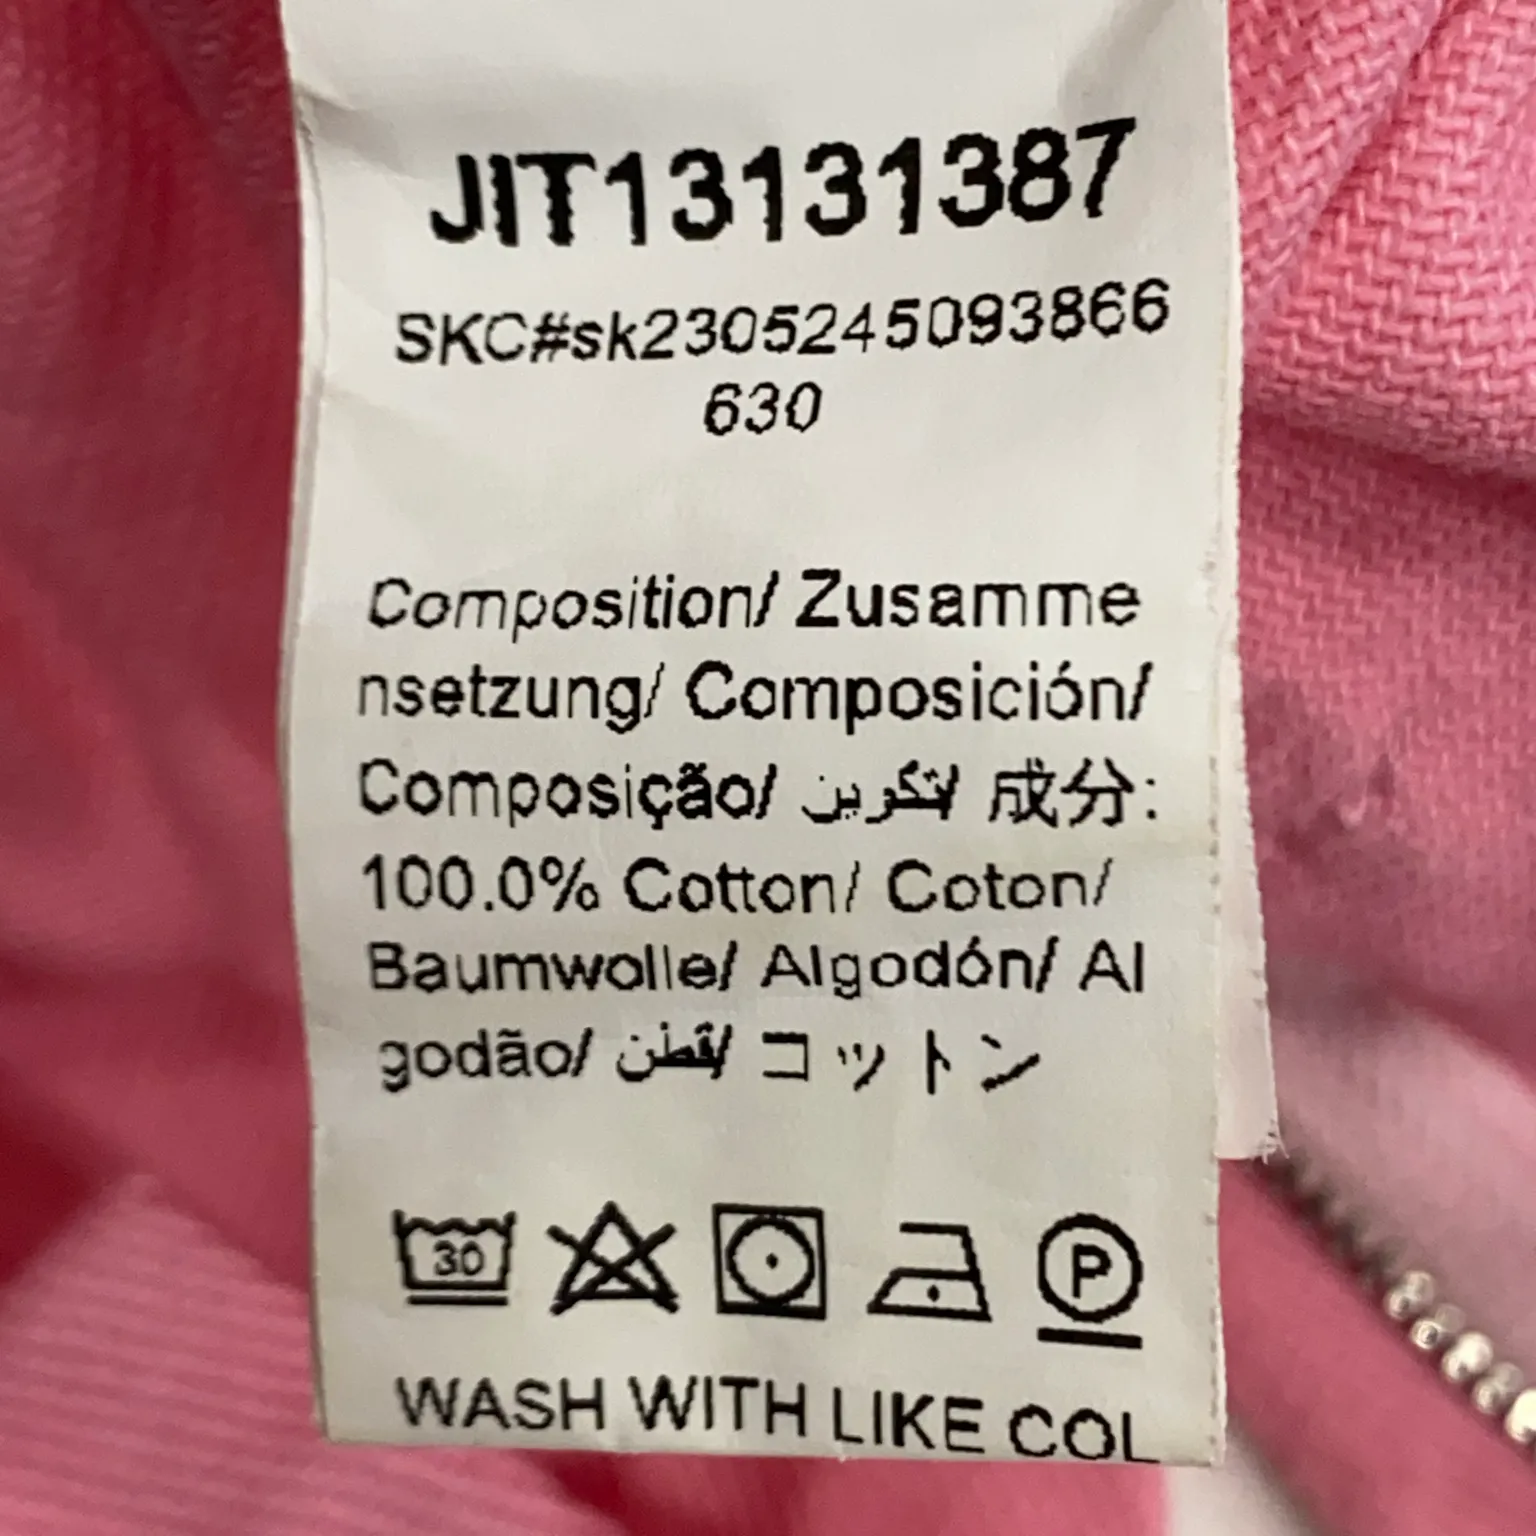 JIT13131387
SKC#sk2305245093866
630
Composition/ Zusamme
nsetzung/ Composición/
Composição/ تكوين/ 成分:
100.0% Cotton/ Coton/
Baumwolle/ Algodón/ Al
godão/ قطن/ コットン
30 P
WASH WITH LIKE COL